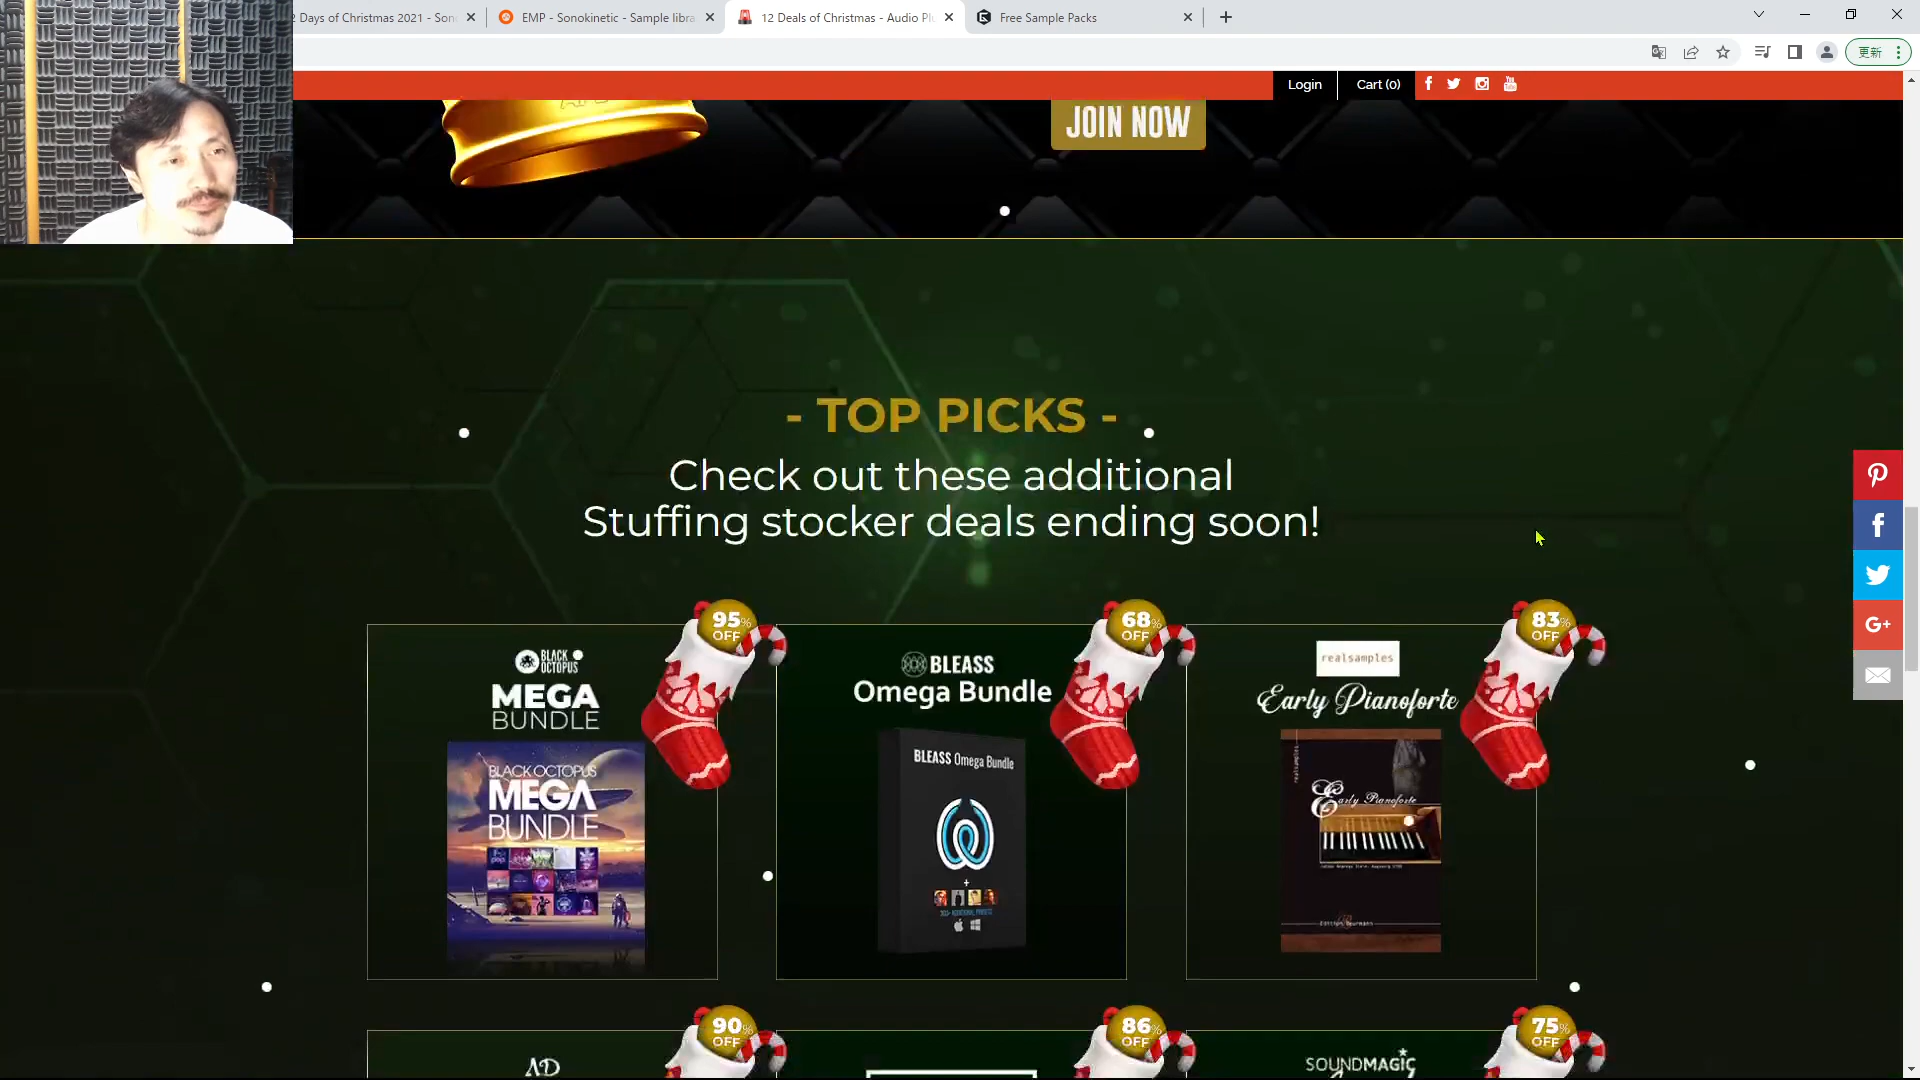 2 Days of Christmas 2021 - Son
EMP - Sonokinetic - Sample libra
12 Deals of Christmas - Audio Plu
Free Sample Packs
更新
Login
Cart (0)
JOIN NOW
- TOP PICKS -
Check out these additional
Stuffing stocker deals ending soon!
95% OFF
BLACK OCTOPUS
MEGA
BUNDLE
BLACK OCTOPUS
MEGA
BUNDLE
68% OFF
BLEASS
Omega Bundle
BLEASS Omega Bundle
83% OFF
realsamples
Early Pianoforte
realsamples
Early Pianoforte
90% OFF
AD
86% OFF
75% OFF
SOUNDMAGIC